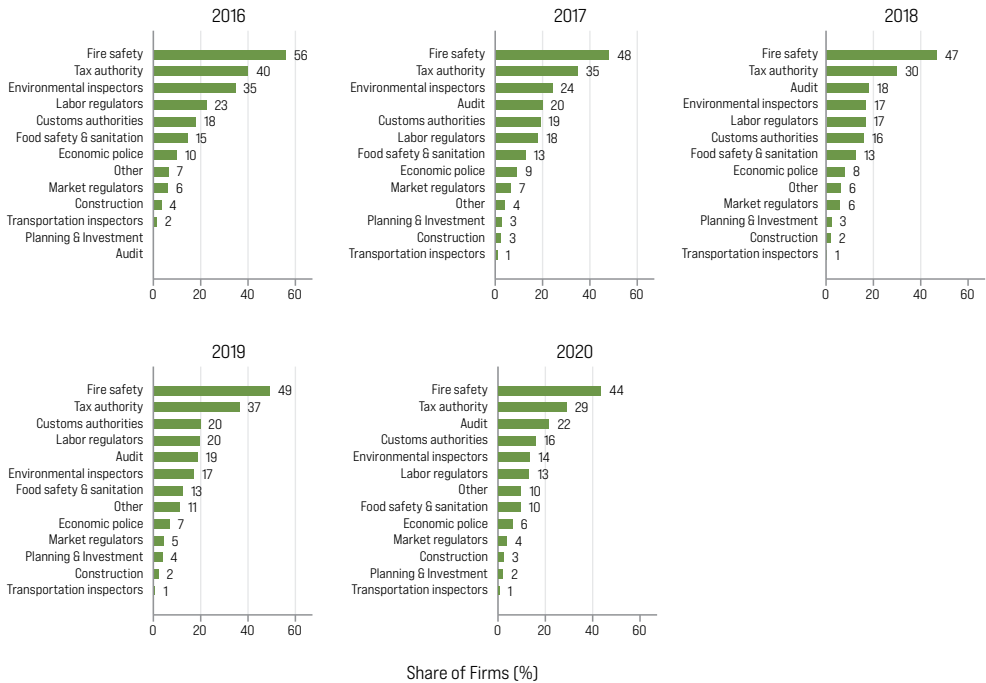 2016
Fire safety 56
Tax authority 40
Environmental inspectors 35
Labor regulators 23
Customs authorities 18
Food safety & sanitation 15
Economic police 10
Other 7
Market regulators 6
Construction 4
Transportation inspectors 2
Planning & Investment
Audit
0 20 40 60
2017
Fire safety 48
Tax authority 35
Environmental inspectors 24
Audit 20
Customs authorities 19
Labor regulators 18
Food safety & sanitation 13
Economic police 9
Market regulators 7
Other 4
Planning & Investment 3
Construction 3
Transportation inspectors 1
0 20 40 60
2018
Fire safety 47
Tax authority 30
Audit 18
Environmental inspectors 17
Labor regulators 17
Customs authorities 16
Food safety & sanitation 13
Economic police 8
Other 6
Market regulators 6
Planning & Investment 3
Construction 2
Transportation inspectors 1
0 20 40 60
2019
Fire safety 49
Tax authority 37
Customs authorities 20
Labor regulators 20
Audit 19
Environmental inspectors 17
Food safety & sanitation 13
Other 11
Economic police 7
Market regulators 5
Planning & Investment 4
Construction 2
Transportation inspectors 1
0 20 40 60
2020
Fire safety 44
Tax authority 29
Audit 22
Customs authorities 16
Environmental inspectors 14
Labor regulators 13
Other 10
Food safety & sanitation 10
Economic police 6
Market regulators 4
Construction 3
Planning & Investment 2
Transportation inspectors 1
0 20 40 60
Share of Firms (%)